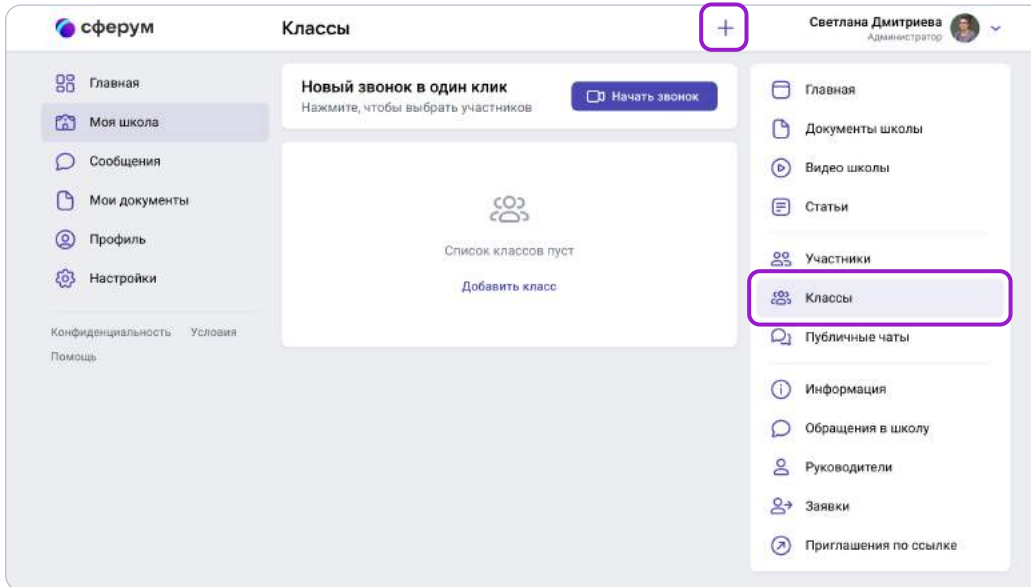 сферум
Классы
Светлана Дмитриева
Администратор
Главная
Моя школа
Сообщения
Мои документы
Профиль
Настройки
Конфиденциальность Условия
Помощь
Новый звонок в один клик
Нажмите, чтобы выбрать участников
Начать звонок
Список классов пуст
Добавить класс
Главная
Документы школы
Видео школы
Статьи
Участники
Классы
Публичные чаты
Информация
Обращения в школу
Руководители
Заявки
Приглашения по ссылке